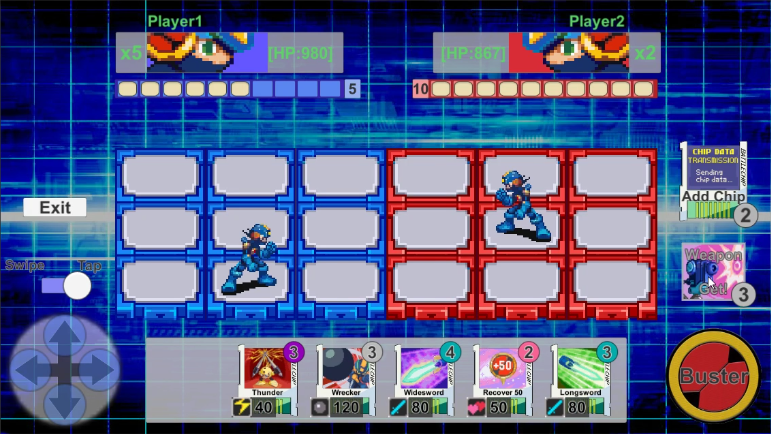 Player1
Player2
x5
[HP:980]
[HP:867]
x2
5
10
CHIP DATA
TRANSMISSION
Sending
chip data...
Add Chip
2
Exit
Swipe
Tap
Weapon
Get!
3
3
3
4
2
3
+50
Thunder
Wrecker
Widesword
Recover 50
Longsword
40
120
80
50
80
Buster